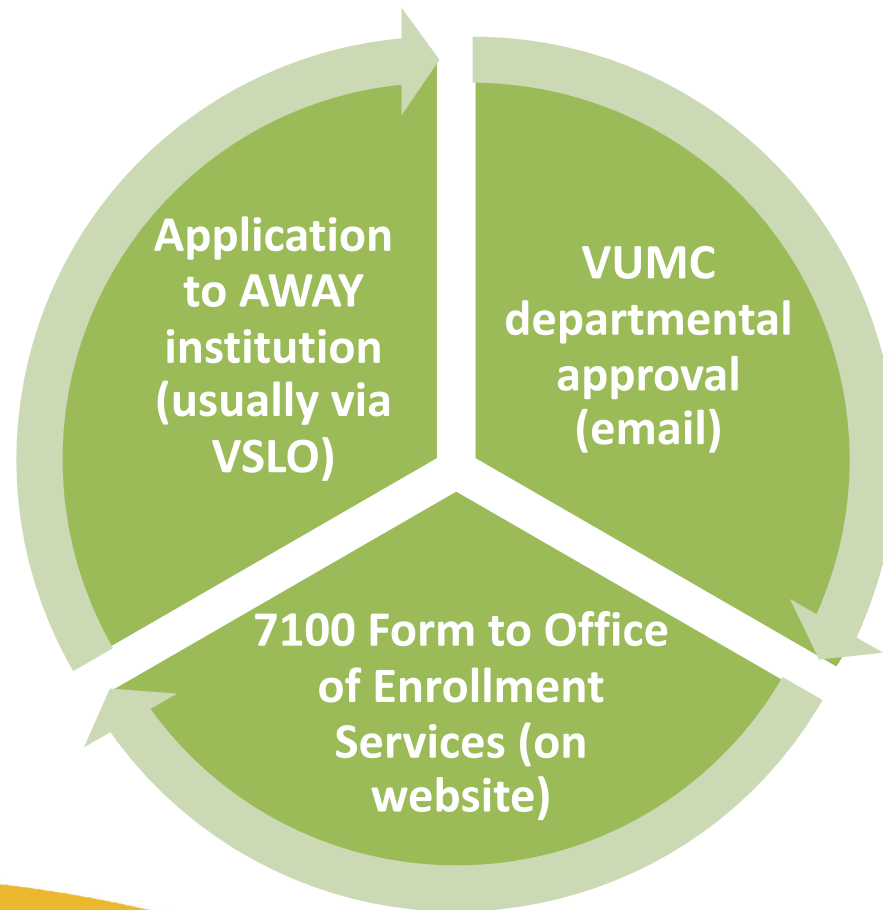 Application
to AWAY
institution
(usually via
VSLO)
VUMC
departmental
approval
(email)
7100 Form to Office
of Enrollment
Services (on
website)